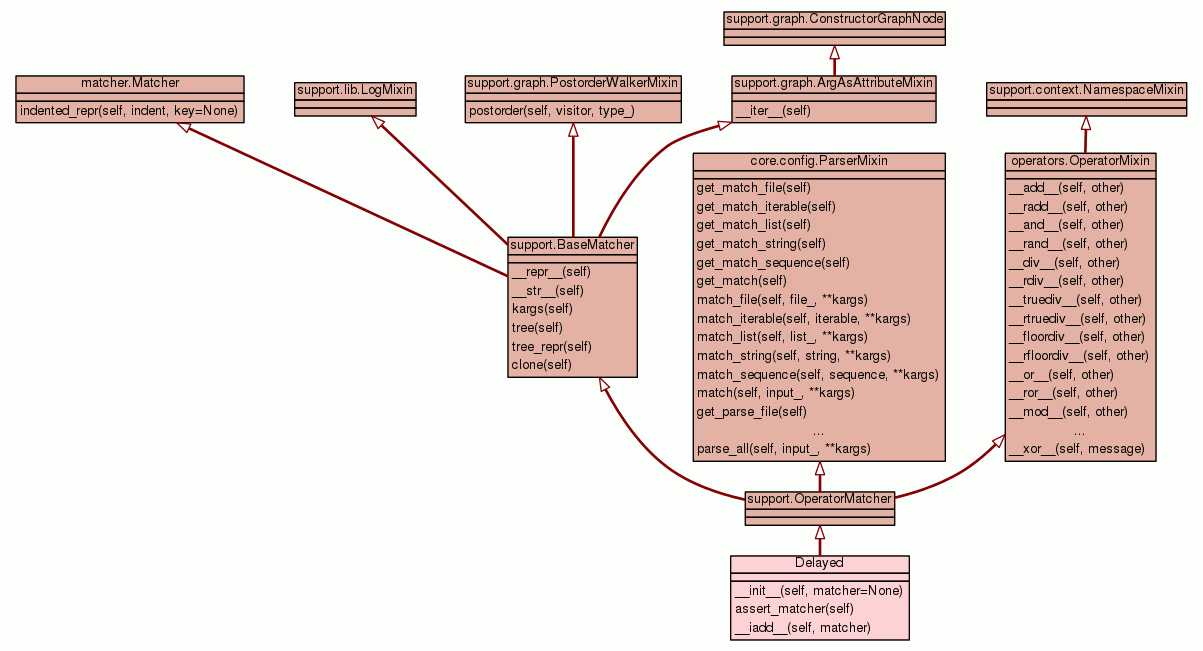 support.graph.ConstructorGraphNode
matcher.Matcher
indented_repr(self, indent, key=None)
support.lib.LogMixin
support.graph.PostorderWalkerMixin
postorder(self, visitor, type_)
support.graph.ArgAsAttributeMixin
__iter__(self)
support.context.NamespaceMixin
support.BaseMatcher
__repr__(self)
__str__(self)
kargs(self)
tree(self)
tree_repr(self)
clone(self)
core.config.ParserMixin
get_match_file(self)
get_match_iterable(self)
get_match_list(self)
get_match_string(self)
get_match_sequence(self)
get_match(self)
match_file(self, file_, **kargs)
match_iterable(self, iterable, **kargs)
match_list(self, list_, **kargs)
match_string(self, string, **kargs)
match_sequence(self, sequence, **kargs)
match(self, input_, **kargs)
get_parse_file(self)
...
parse_all(self, input_, **kargs)
operators.OperatorMixin
__add__(self, other)
__radd__(self, other)
__and__(self, other)
__rand__(self, other)
__div__(self, other)
__rdiv__(self, other)
__truediv__(self, other)
__rtruediv__(self, other)
__floordiv__(self, other)
__rfloordiv__(self, other)
__or__(self, other)
__ror__(self, other)
__mod__(self, other)
...
__xor__(self, message)
support.OperatorMatcher
Delayed
__init__(self, matcher=None)
assert_matcher(self)
__iadd__(self, matcher)